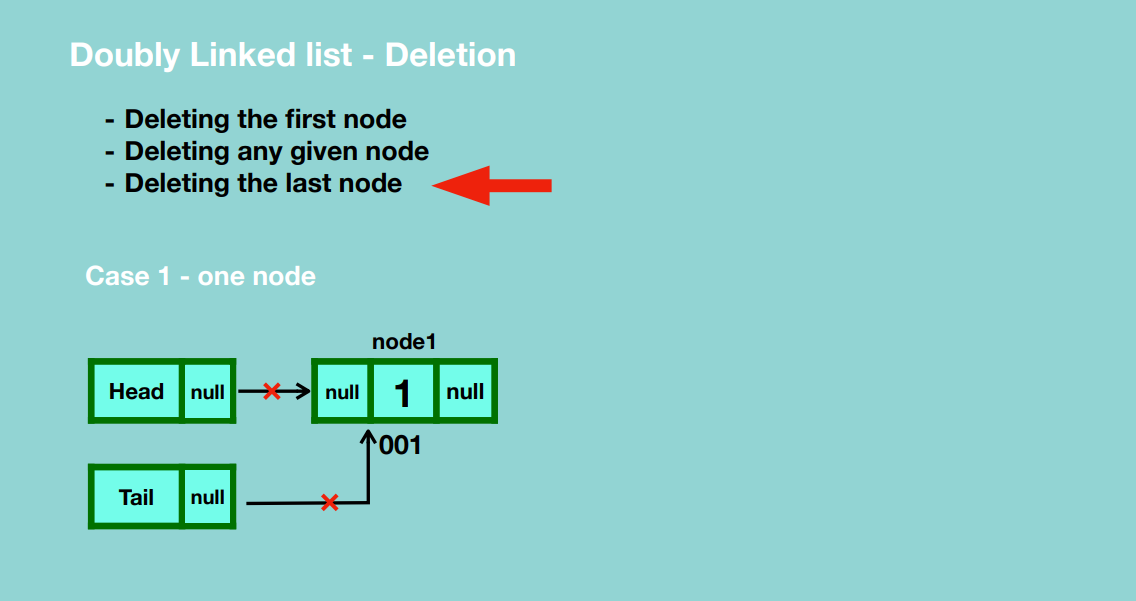 Doubly Linked list - Deletion
- Deleting the first node
- Deleting any given node
- Deleting the last node
Case 1 - one node
node1
Head null null 1 null
001
Tail null